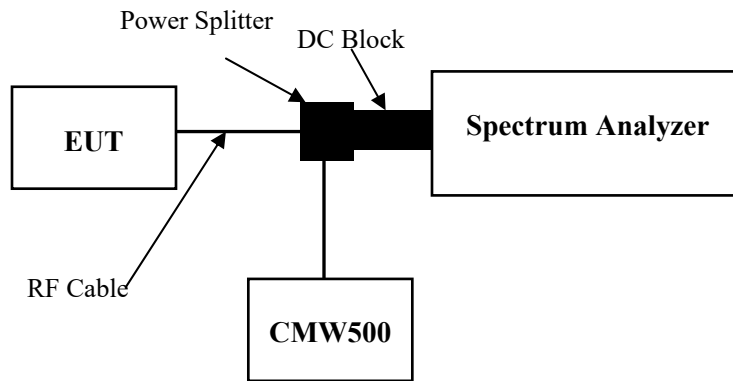 Power Splitter
DC Block
EUT
Spectrum Analyzer
RF Cable
CMW500